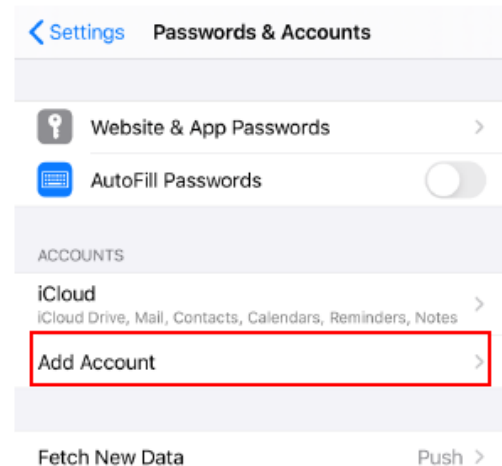 Settings Passwords & Accounts
Website & App Passwords
AutoFill Passwords
ACCOUNTS
iCloud
iCloud Drive, Mail, Contacts, Calendars, Reminders, Notes
Add Account
Fetch New Data Push